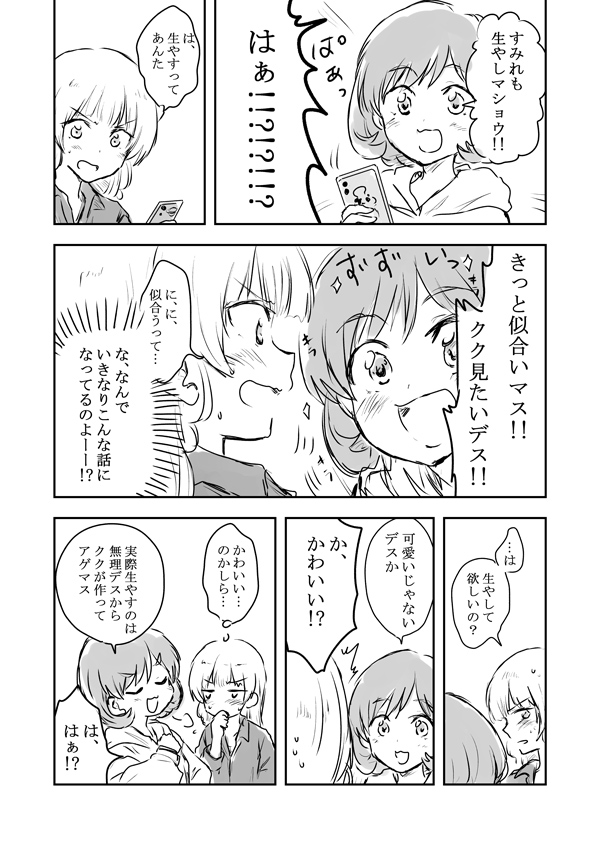 すみれも
生やしマショウ!!
ぱぁっ
はぁ!!?!?!!?
は、
生やすって
あんた
きっと似合いマス!!
クク見たいデス!!
ずずいっ
に、に、
似合うって…
な、なんで
いきなりこんな話に
なってるのよーー!?
…は
生やして
欲しいの?
可愛いじゃない
デスか
か、
かわいい!?
かわいい…
のかしら…
実際生やすのは
無理デスから
ククが作って
アゲマス
は、
はぁ!?